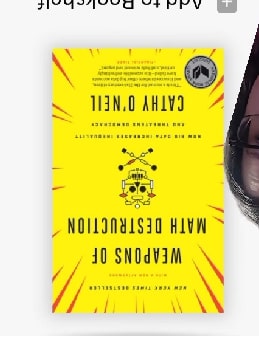 NEW YORK TIMES BESTSELLER
WITH A NEW AFTERWORD
WEAPONS OF
MATH DESTRUCTION
HOW BIG DATA INCREASES INEQUALITY
AND THREATENS DEMOCRACY
CATHY O'NEIL
+ Add to Bookshelf